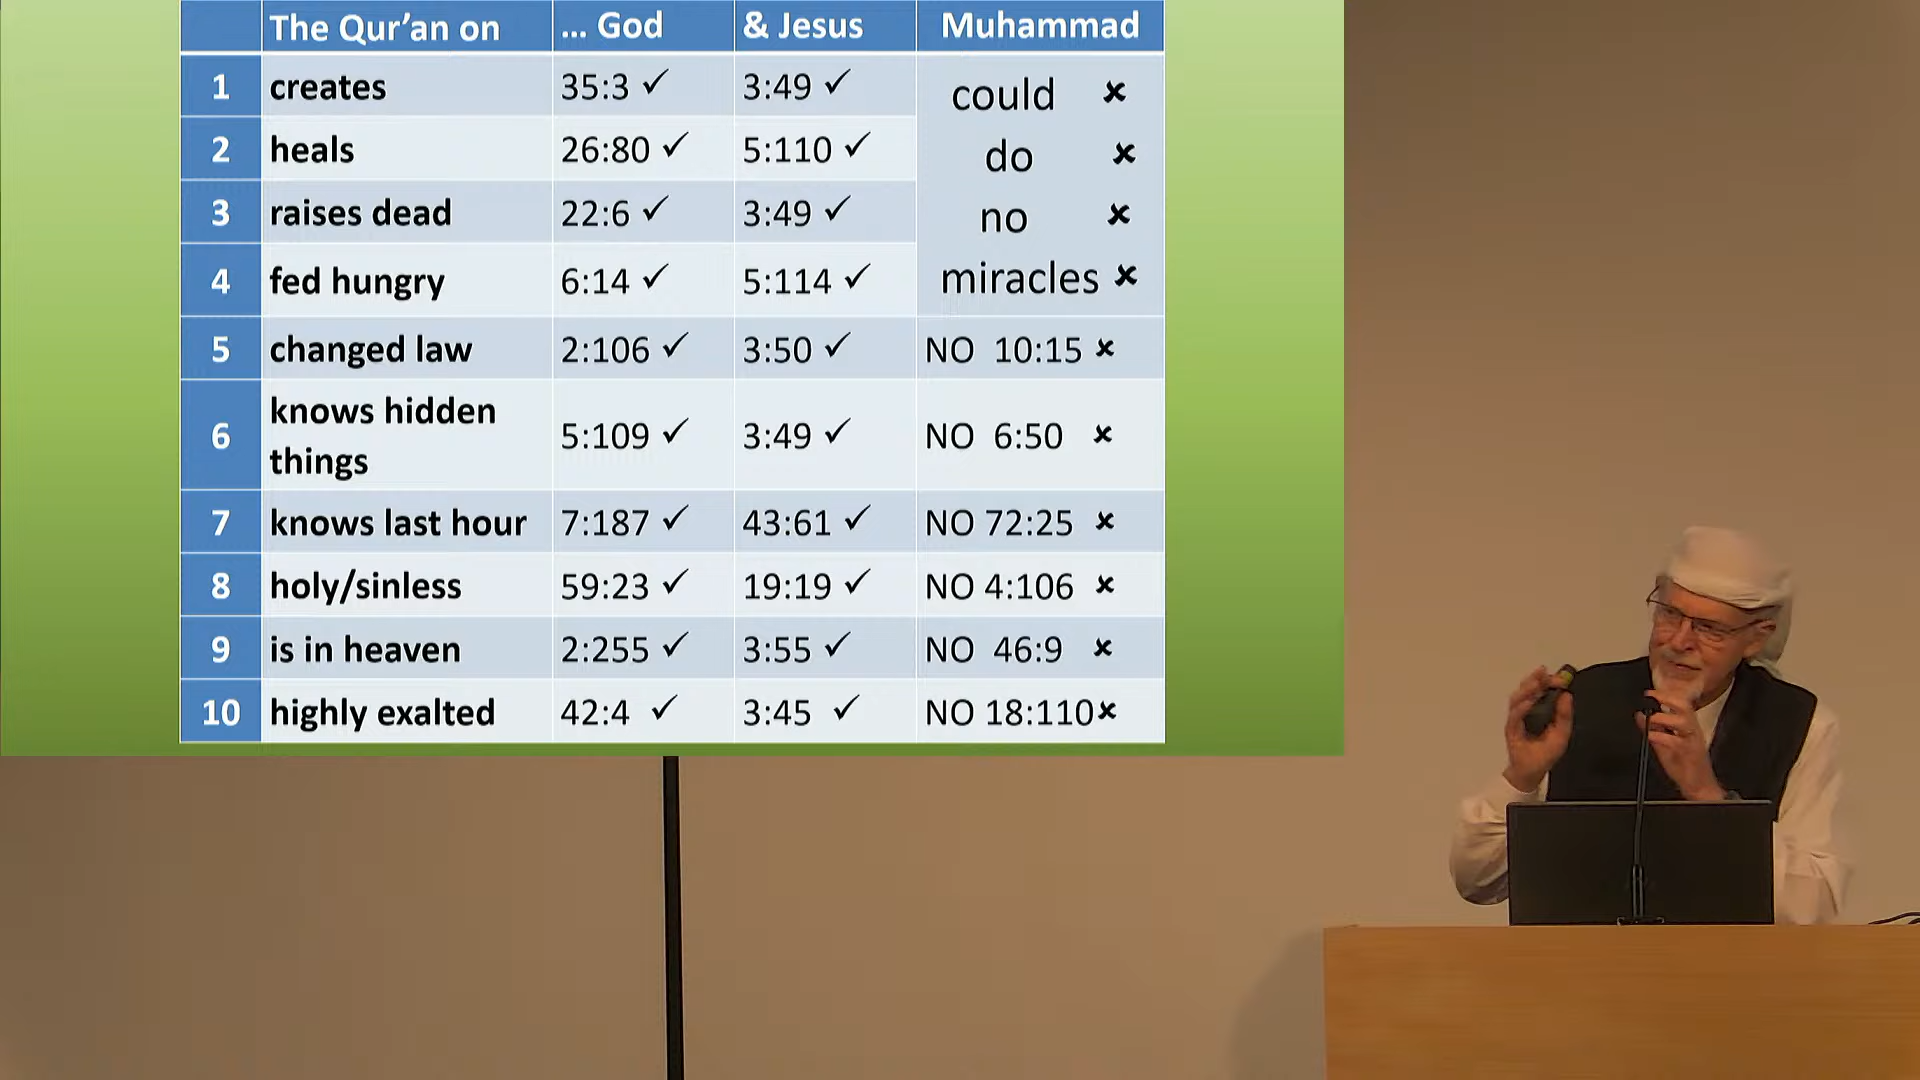 The Qur’an on ... God & Jesus Muhammad
1 creates 35:3 ✓ 3:49 ✓ could ✘
2 heals 26:80 ✓ 5:110 ✓ do ✘
3 raises dead 22:6 ✓ 3:49 ✓ no ✘
4 fed hungry 6:14 ✓ 5:114 ✓ miracles ✘
5 changed law 2:106 ✓ 3:50 ✓ NO 10:15 ✘
6 knows hidden
things 5:109 ✓ 3:49 ✓ NO 6:50 ✘
7 knows last hour 7:187 ✓ 43:61 ✓ NO 72:25 ✘
8 holy/sinless 59:23 ✓ 19:19 ✓ NO 4:106 ✘
9 is in heaven 2:255 ✓ 3:55 ✓ NO 46:9 ✘
10 highly exalted 42:4 ✓ 3:45 ✓ NO 18:110 ✘